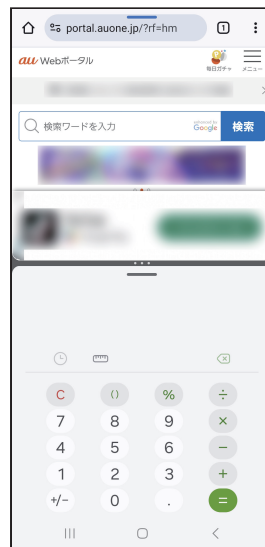 portal.auone.jp/?rf=hm
1
au Webポータル
毎日ガチャ メニュー
検索ワードを入力 enhanced by Google 検索
C () % ÷
7 8 9 ×
4 5 6 −
1 2 3 +
+/− 0 . =